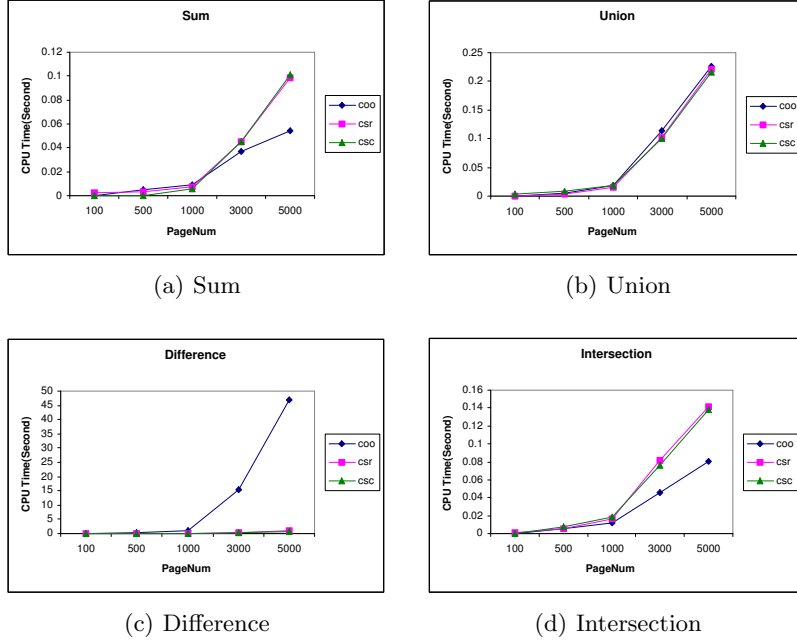 Sum
0.12
0.1
0.08
0.06
0.04
0.02
0
CPU Time(Second)
100 500 1000 3000 5000
PageNum
coo
csr
csc
(a) Sum
Union
0.25
0.2
0.15
0.1
0.05
0
CPU Time(Second)
100 500 1000 3000 5000
PageNum
coo
csr
csc
(b) Union
Difference
50
45
40
35
30
25
20
15
10
5
0
CPU Time(Second)
100 500 1000 3000 5000
PageNum
coo
csr
csc
(c) Difference
Intersection
0.16
0.14
0.12
0.1
0.08
0.06
0.04
0.02
0
CPU Time(Second)
100 500 1000 3000 5000
PageNum
coo
csr
csc
(d) Intersection